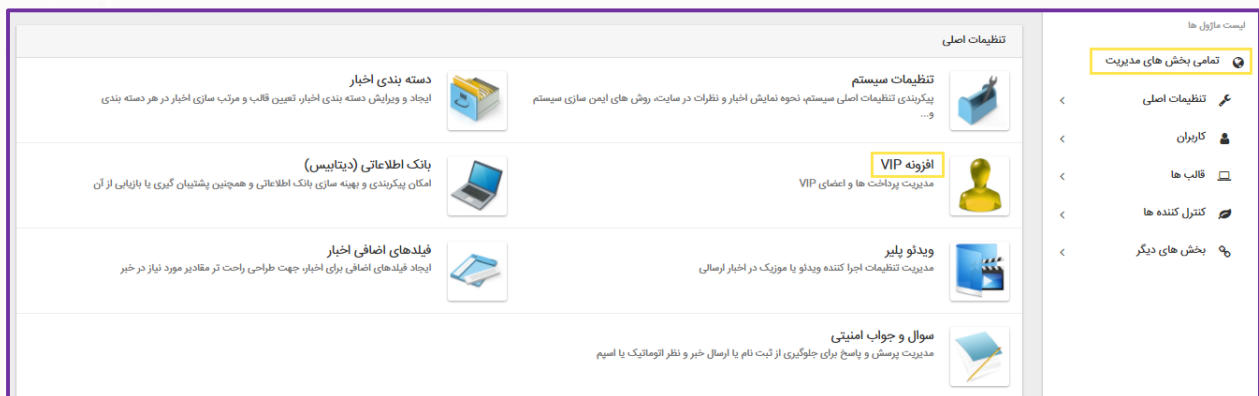 لیست ماژول ها
تمامی بخش های مدیریت
تنظیمات اصلی
کاربران
قالب ها
کنترل کننده ها
بخش های دیگر
تنظیمات اصلی
تنظیمات سیستم
پیکربندی تنظیمات اصلی سیستم، نحوه نمایش اخبار و نظرات در سایت، روش های ایمن سازی سیستم
و...
دسته بندی اخبار
ایجاد و ویرایش دسته بندی اخبار، تعیین قالب و مرتب سازی اخبار در هر دسته بندی
افزونه VIP
مدیریت پرداخت ها و اعضای VIP
بانک اطلاعاتی (دیتابیس)
امکان پیکربندی و بهینه سازی بانک اطلاعاتی و همچنین پشتیبان گیری یا بازیابی از آن
ویدئو پلیر
مدیریت تنظیمات اجرا کننده ویدئو یا موزیک در اخبار ارسالی
فیلدهای اضافی اخبار
ایجاد فیلدهای اضافی برای اخبار، جهت طراحی راحت تر مقادیر مورد نیاز در خبر
سوال و جواب امنیتی
مدیریت پرسش و پاسخ برای جلوگیری از ثبت نام یا ارسال خبر و نظر اتوماتیک یا اسپم